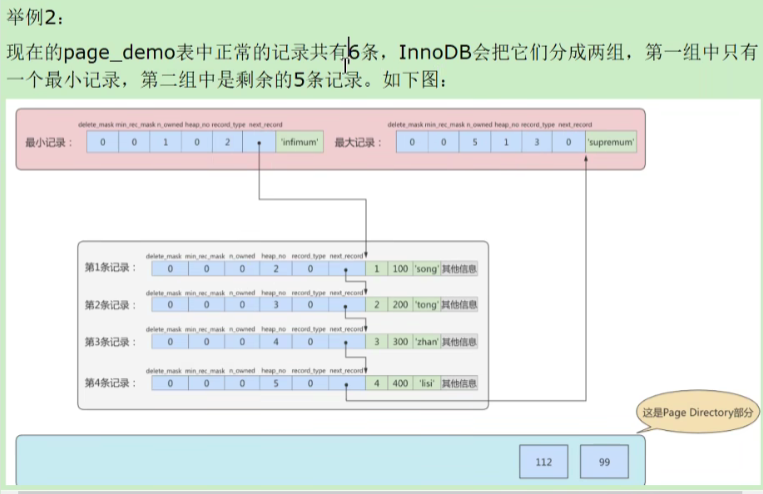 举例2：
现在的page_demo表中正常的记录共有6条，InnoDB会把它们分成两组，第一组中只有
一个最小记录，第二组中是剩余的5条记录。如下图：
delete_mask min_rec_mask n_owned heap_no record_type next_record
最小记录： 0 0 1 0 2 'infimum'
delete_mask min_rec_mask n_owned heap_no record_type next_record
最大记录： 0 0 5 1 3 0 'supremum'
delete_mask min_rec_mask n_owned heap_no record_type next_record
第1条记录： 0 0 0 2 0 1 100 'song' 其他信息
delete_mask min_rec_mask n_owned heap_no record_type next_record
第2条记录： 0 0 0 3 0 2 200 'tong' 其他信息
delete_mask min_rec_mask n_owned heap_no record_type next_record
第3条记录： 0 0 0 4 0 3 300 'zhan' 其他信息
delete_mask min_rec_mask n_owned heap_no record_type next_record
第4条记录： 0 0 0 5 0 4 400 'lisi' 其他信息
这是Page Directory部分
112 99